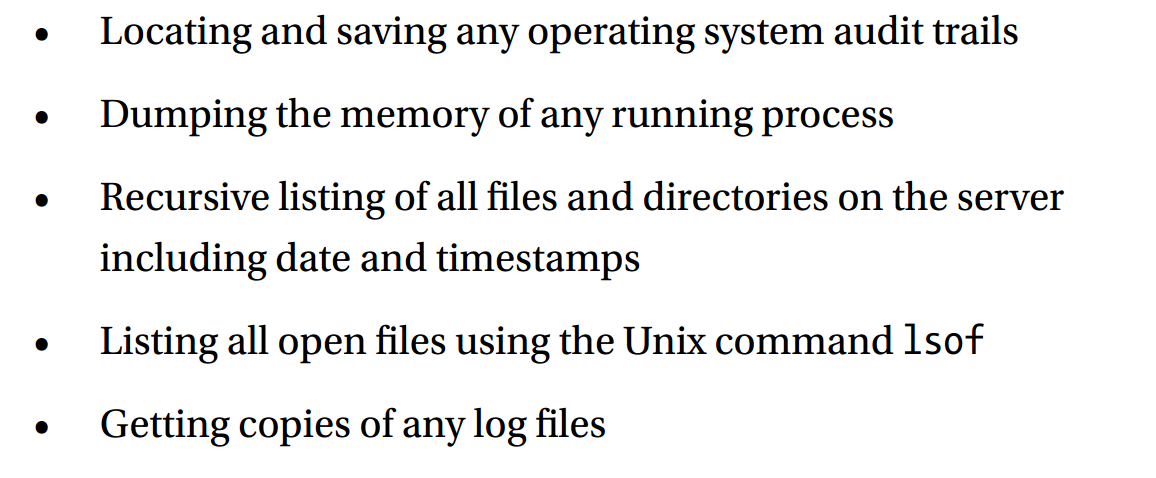 • Locating and saving any operating system audit trails
• Dumping the memory of any running process
• Recursive listing of all files and directories on the server
including date and timestamps
• Listing all open files using the Unix command lsof
• Getting copies of any log files